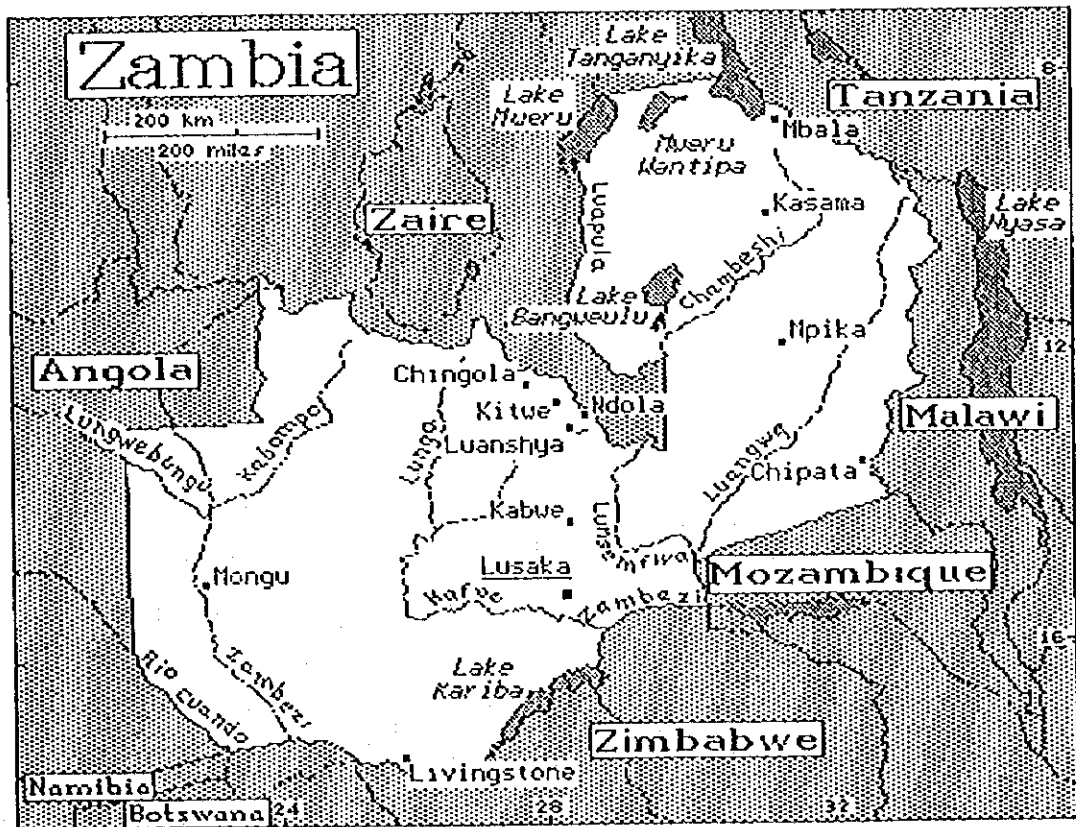 Zambia
200 km
200 miles
Lake
Tanganyika
Lake
Mweru
Mweru
Wantipa
8
Tanzania
Mbala
Zaire
Luapula
Kasama
Lake
Nyasa
Chambeshi
Lake
Bangweulu
Mpika
12
Angola
Chingola
Kitwe
Ndola
Luanshya
Malawi
Lungwebungu
Kabompo
Lunga
Luangwa
Chipata
Kabwe
Lunsemfwa
Mongu
Lusaka
Mozambique
Kafue
Zambezi
16
Rio Cuando
Zambezi
Lake
Kariba
Zimbabwe
Livingstone
Namibia
Botswana
24
28
32